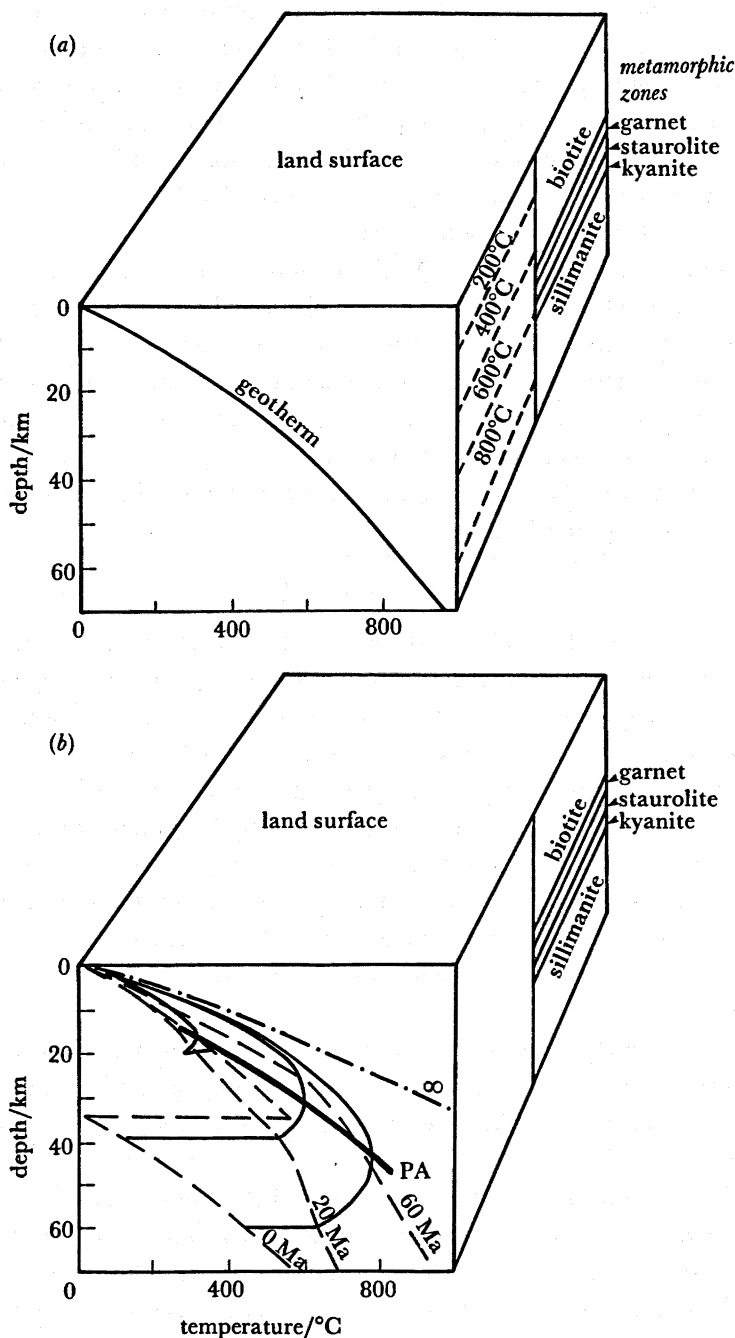 (a)
metamorphic
zones
garnet
staurolite
kyanite
biotite
sillimanite
land surface
200°C
400°C
600°C
800°C
geotherm
0
20
40
60
depth/km
0
400
800
(b)
garnet
staurolite
kyanite
biotite
sillimanite
land surface
0
20
40
60
depth/km
∞
PA
0 Ma
20 Ma
60 Ma
0
400
800
temperature/°C